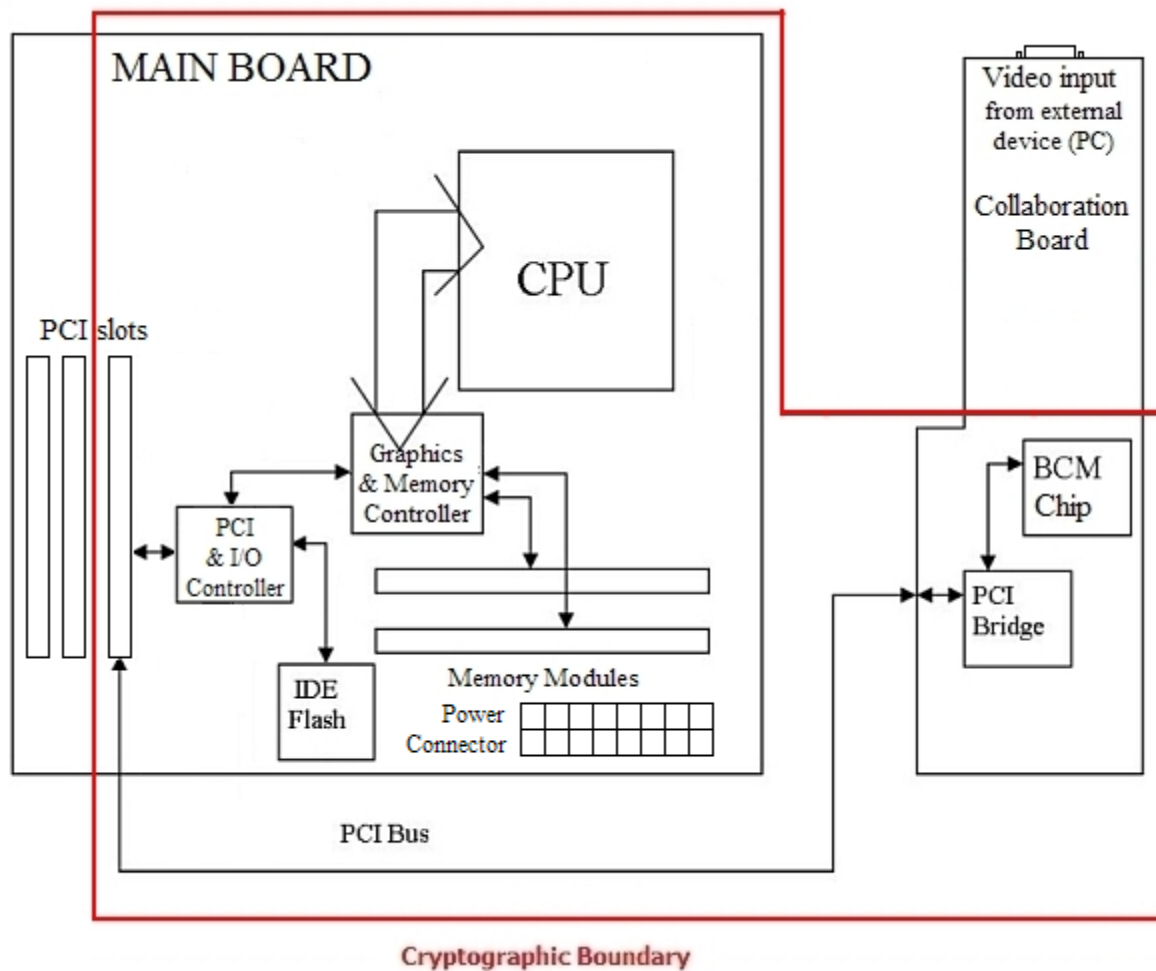 MAIN BOARD
Video input
from external
device (PC)
Collaboration
Board
CPU
PCI slots
Graphics
& Memory
Controller
PCI
& I/O
Controller
BCM
Chip
PCI
Bridge
IDE
Flash
Memory Modules
Power
Connector
PCI Bus
Cryptographic Boundary